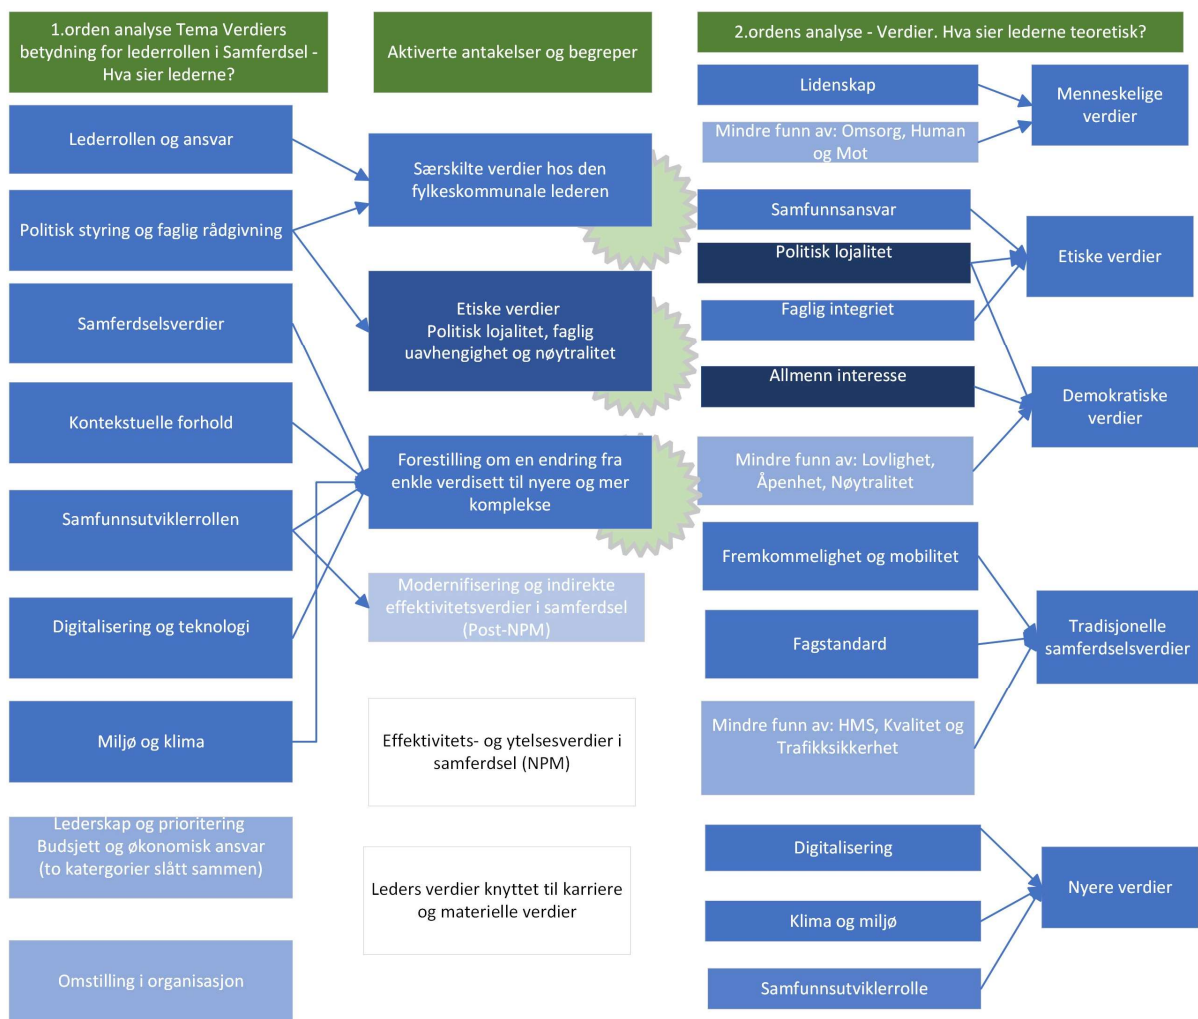 1.orden analyse Tema Verdiers
betydning for lederrollen i Samferdsel -
Hva sier lederne?
Lederrollen og ansvar
Politisk styring og faglig rådgivning
Samferdselsverdier
Kontekstuelle forhold
Samfunnsutviklerrollen
Digitalisering og teknologi
Miljø og klima
Lederskap og prioritering
Budsjett og økonomisk ansvar
(to katergorier slått sammen)
Omstilling i organisasjon
Aktiverte antakelser og begreper
Særskilte verdier hos den
fylkeskommunale lederen
Etiske verdier
Politisk lojalitet, faglig
uavhengighet og nøytralitet
Forestilling om en endring fra
enkle verdisett til nyere og mer
komplekse
Modernifisering og indirekte
effektivitetsverdier i samferdsel
(Post-NPM)
Effektivitets- og ytelsesverdier i
samferdsel (NPM)
Leders verdier knyttet til karriere
og materielle verdier
2.ordens analyse - Verdier. Hva sier lederne teoretisk?
Lidenskap
Mindre funn av: Omsorg, Human
og Mot
Menneskelige
verdier
Samfunnsansvar
Politisk lojalitet
Faglig integriet
Etiske verdier
Allmenn interesse
Mindre funn av: Lovlighet,
Åpenhet, Nøytralitet
Demokratiske
verdier
Fremkommelighet og mobilitet
Fagstandard
Mindre funn av: HMS, Kvalitet og
Trafikksikkerhet
Tradisjonelle
samferdselsverdier
Digitalisering
Klima og miljø
Samfunnsutviklerrolle
Nyere verdier